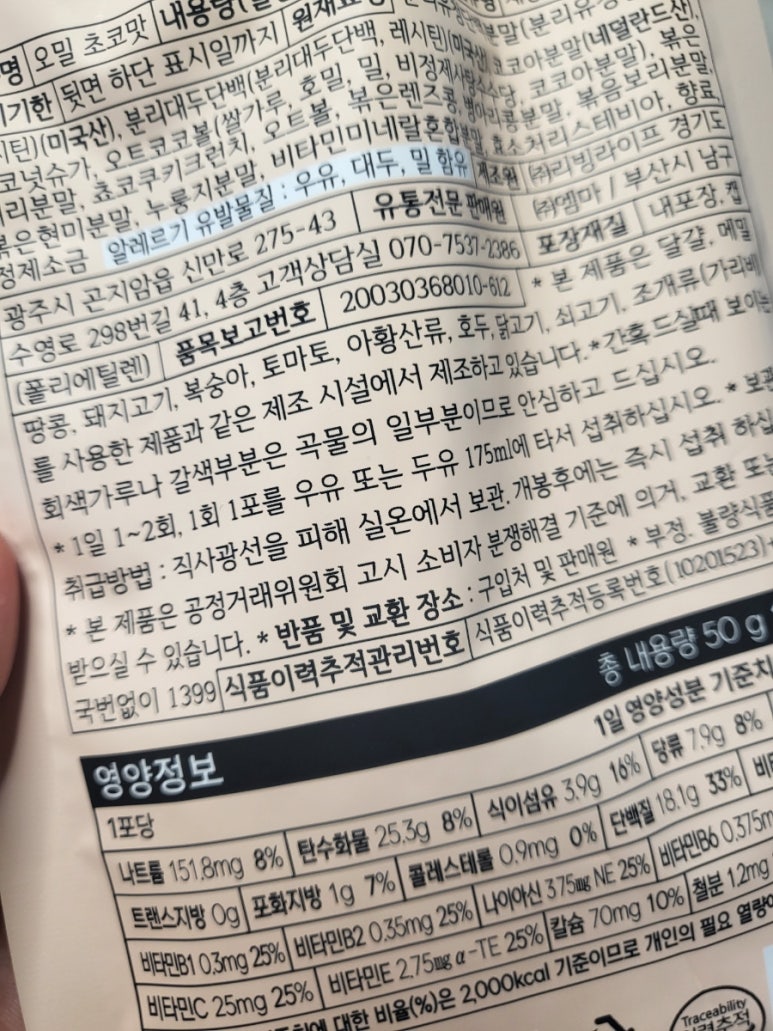 명 오밀 초코맛 내용량
기한 뒷면 하단 표시일까지 원재료
틴)(미국산), 분리대두단백(분리대두단백, 레시틴)(미국산) 코코아분말(네덜란드산),
코넛슈가, 오트코코볼(쌀가루, 호밀, 밀, 비정제사탕수수당, 코코아분말), 볶은
리분말, 쵸코쿠키크런치, 오트볼, 볶은렌즈콩, 병아리콩분말, 볶음보리분말,
볶은현미분말, 누룽지분말, 비타민미네랄혼합분말, 효소처리스테비아, 향료
정제소금 알레르기 유발물질 : 우유, 대두, 밀 함유 제조원 ㈜리빙라이프 경기도
광주시 곤지암읍 신만로 275-43 유통전문 판매원 ㈜엠마 / 부산시 남구
수영로 298번길 41, 4층 고객상담실 070-7537-2386 포장재질 내포장, 캡
(폴리에틸렌) 품목보고번호 20030368010-612 * 본 제품은 달걀, 메밀
땅콩, 돼지고기, 복숭아, 토마토, 아황산류, 호두, 닭고기, 쇠고기, 조개류(가리비
를 사용한 제품과 같은 제조 시설에서 제조하고 있습니다. * 간혹 드실때 보이는
회색가루나 갈색부분은 곡물의 일부분이므로 안심하고 드십시오.
* 1일 1~2회, 1회 1포를 우유 또는 두유 175ml에 타서 섭취하십시오. * 보관
취급방법 : 직사광선을 피해 실온에서 보관. 개봉후에는 즉시 섭취 하십
* 본 제품은 공정거래위원회 고시 소비자 분쟁해결 기준에 의거, 교환 또는
받으실 수 있습니다. * 반품 및 교환 장소 : 구입처 및 판매원 * 부정. 불량식품
국번없이 1399 식품이력추적관리번호 식품이력추적등록번호(10201523)+
영양정보 총 내용량 50 g
1포당 1일 영양성분 기준치
나트륨 151.8mg 8% 탄수화물 25.3g 8% 식이섬유 3.9g 16% 당류 7.9g 8%
트랜스지방 0g 포화지방 1g 7% 콜레스테롤 0.9mg 0% 단백질 18.1g 33% 비타
비타민B1 0.3mg 25% 비타민B2 0.35mg 25% 나이아신 3.75mg NE 25% 비타민B6 0.375m
비타민C 25mg 25% 비타민E 2.75mg α-TE 25% 칼슘 70mg 10% 철분 1.2mg
에 대한 비율(%)은 2,000kcal 기준이므로 개인의 필요 열량에
Traceability